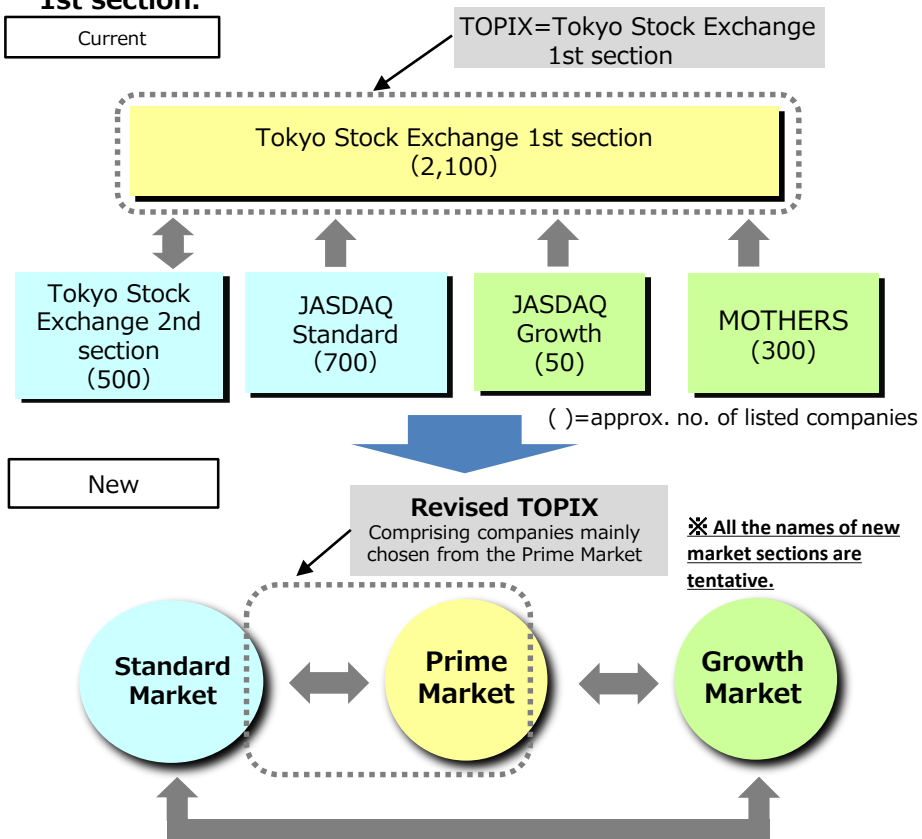 1st section.
Current
TOPIX=Tokyo Stock Exchange
1st section
Tokyo Stock Exchange 1st section
(2,100)
Tokyo Stock
Exchange 2nd
section
(500)
JASDAQ
Standard
(700)
JASDAQ
Growth
(50)
MOTHERS
(300)
( )=approx. no. of listed companies
New
Revised TOPIX
Comprising companies mainly
chosen from the Prime Market
※ All the names of new
market sections are
tentative.
Standard
Market
Prime
Market
Growth
Market